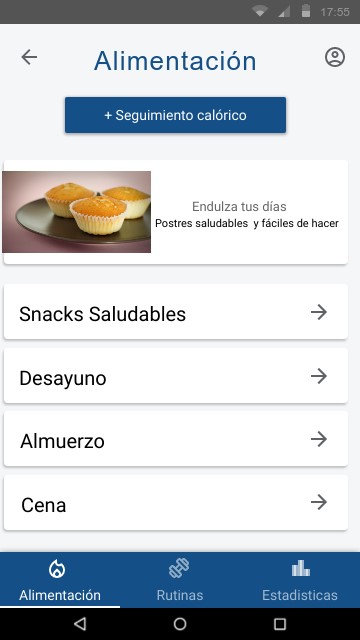 17:55
Alimentación
+ Seguimiento calórico
Endulza tus días
Postres saludables y fáciles de hacer
Snacks Saludables
Desayuno
Almuerzo
Cena
Alimentación
Rutinas
Estadisticas